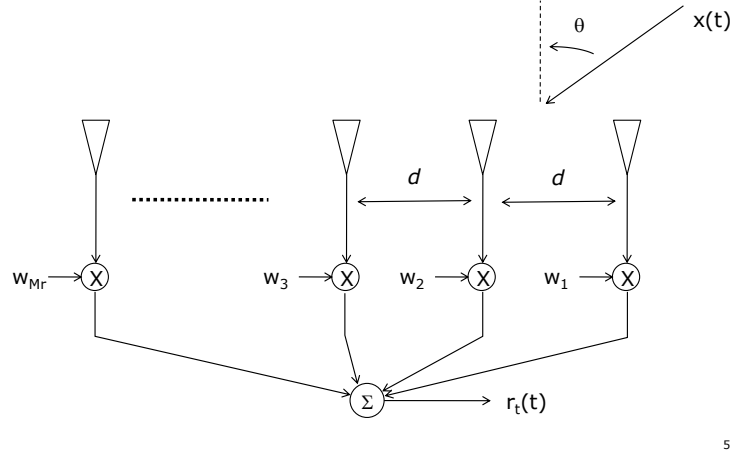 x(t)
θ
d d
X X X X
w_Mr w_3 w_2 w_1
Σ
r_t(t)
5